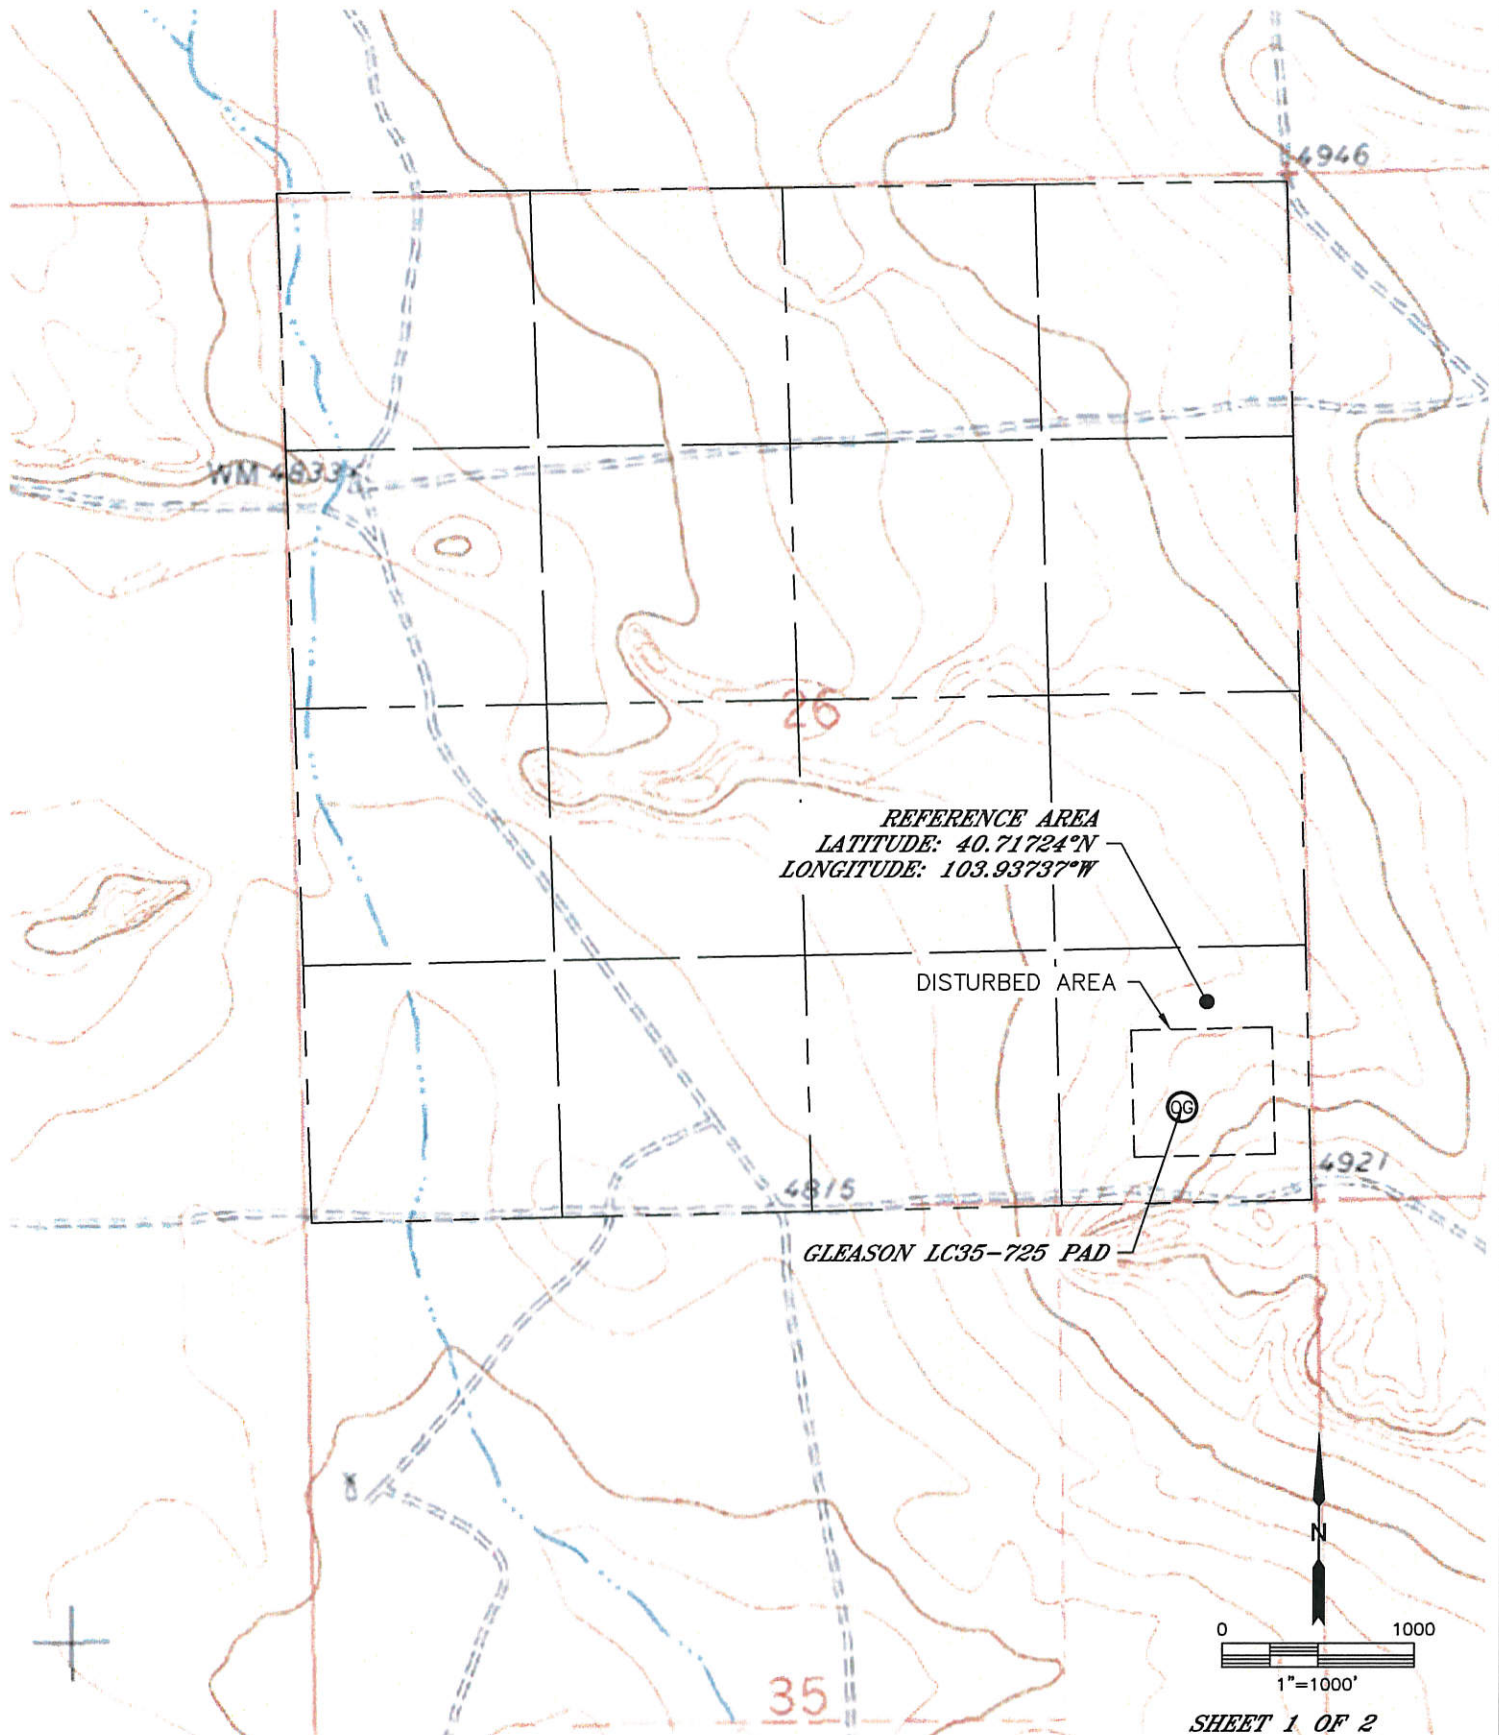 4946
WM 4833
26
REFERENCE AREA
LATITUDE: 40.71724°N
LONGITUDE: 103.93737°W
DISTURBED AREA
OG
4921
4815
GLEASON LC35-725 PAD
N
0 1000
1"=1000'
35
SHEET 1 OF 2